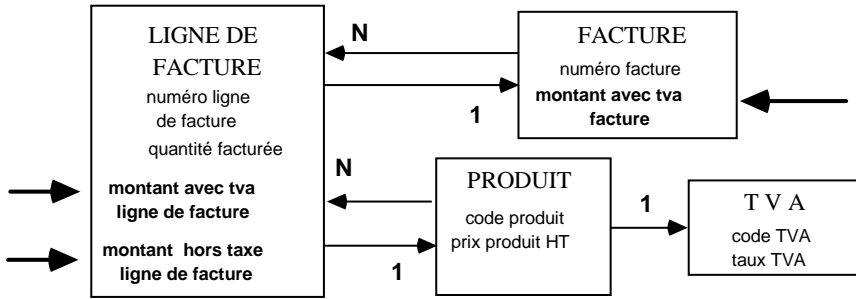 LIGNE DE
FACTURE
numéro ligne
de facture
quantité facturée
montant avec tva
ligne de facture
montant hors taxe
ligne de facture
N
1
FACTURE
numéro facture
montant avec tva
facture
N
1
PRODUIT
code produit
prix produit HT
1
T V A
code TVA
taux TVA